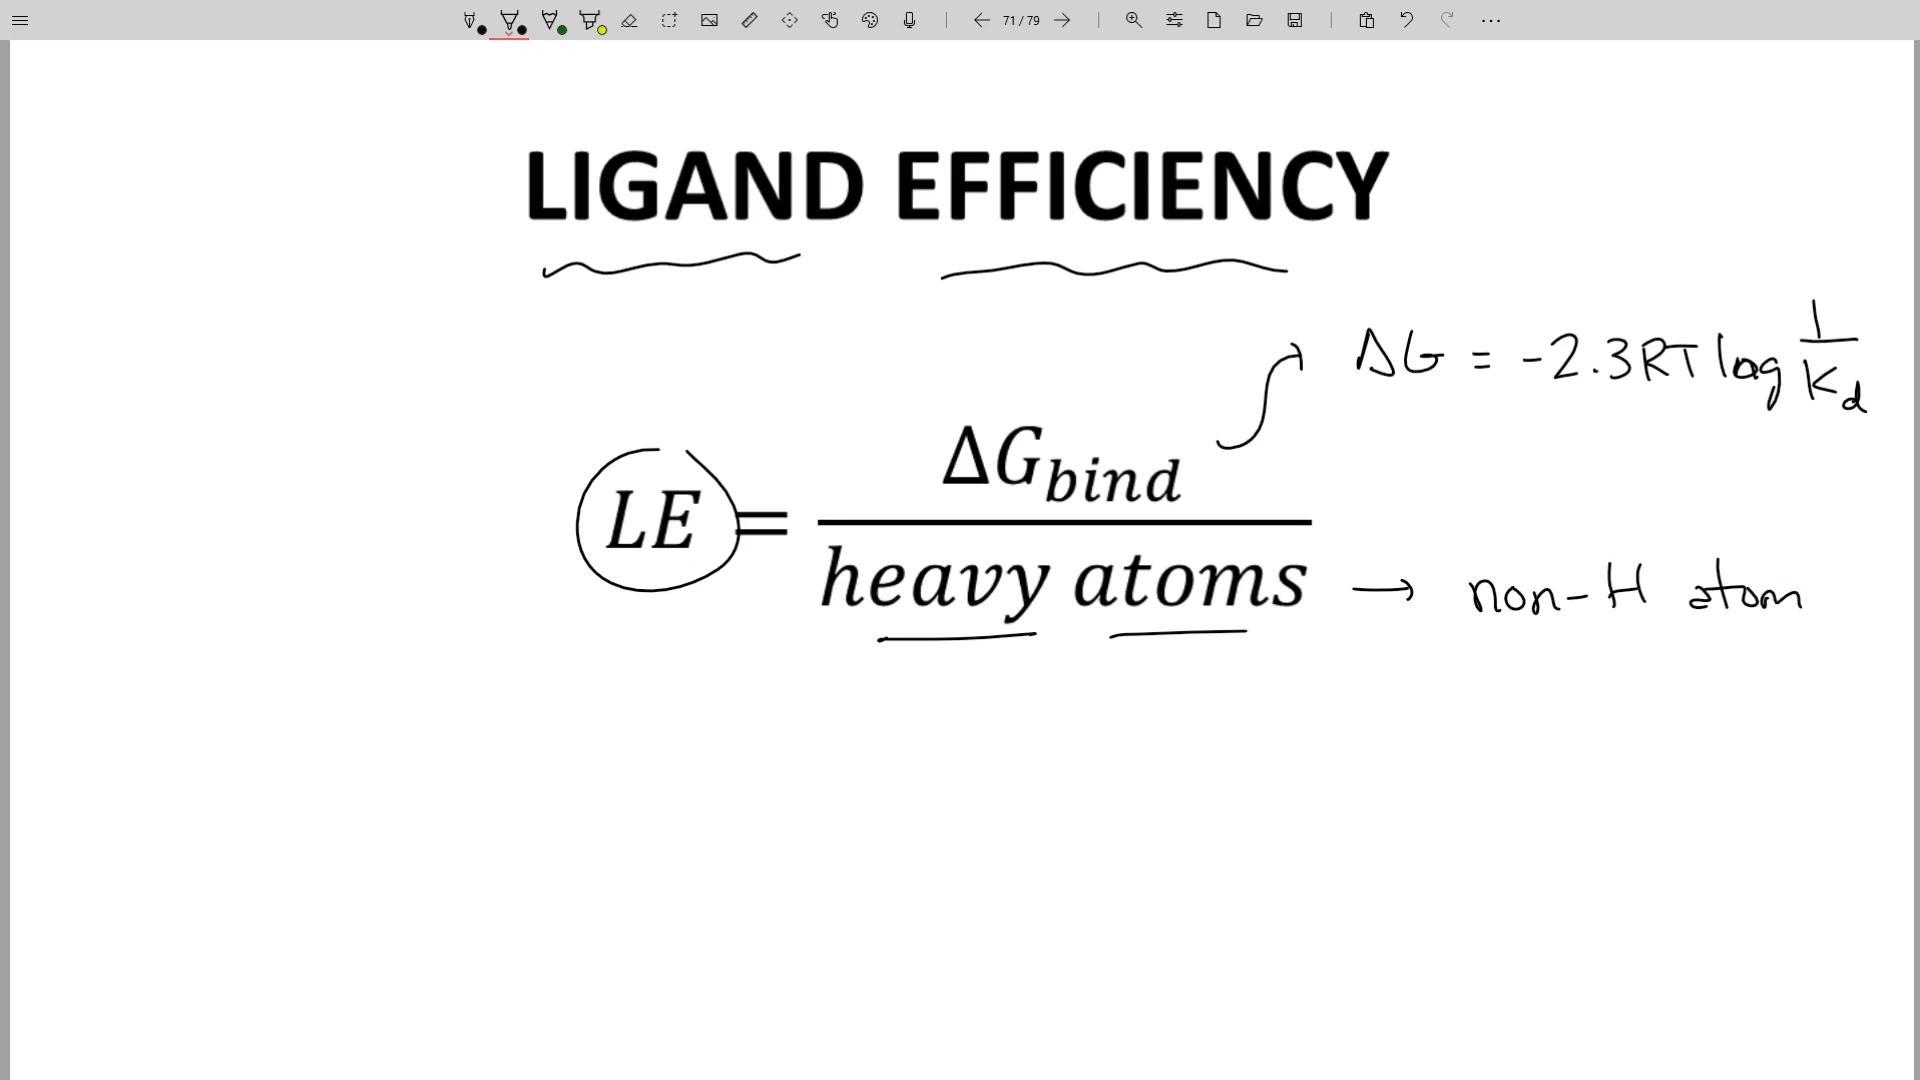 71 / 79
LIGAND EFFICIENCY
ΔG = -2.3RT log 1/Kd
LE = ΔGbind / heavy atoms → non-H atom